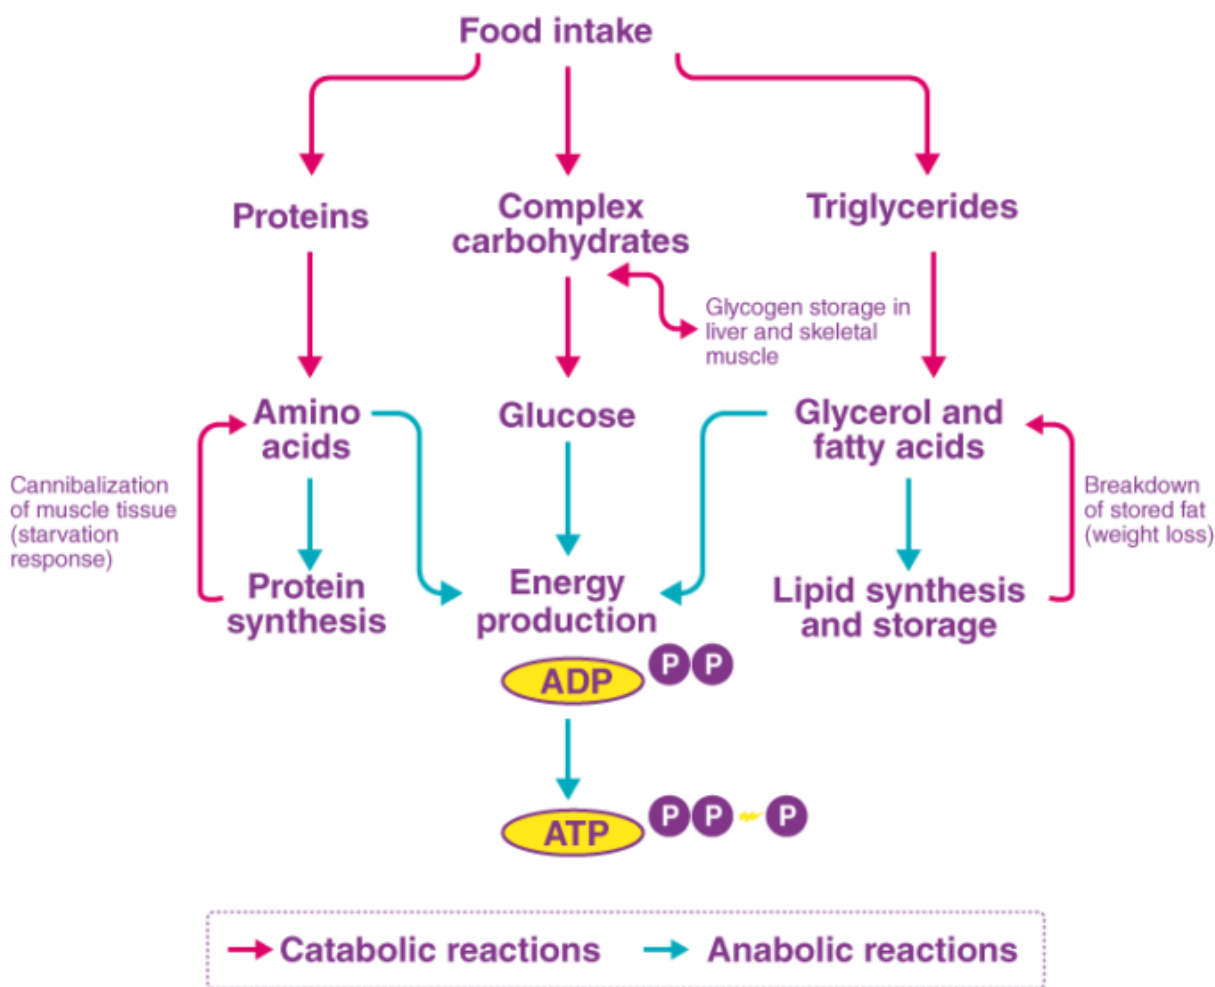 Food intake
Proteins
Complex
carbohydrates
Triglycerides
Glycogen storage in
liver and skeletal
muscle
Amino
acids
Glucose
Glycerol and
fatty acids
Cannibalization
of muscle tissue
(starvation
response)
Breakdown
of stored fat
(weight loss)
Protein
synthesis
Energy
production
Lipid synthesis
and storage
ADP P P
ATP P P P
Catabolic reactions
Anabolic reactions